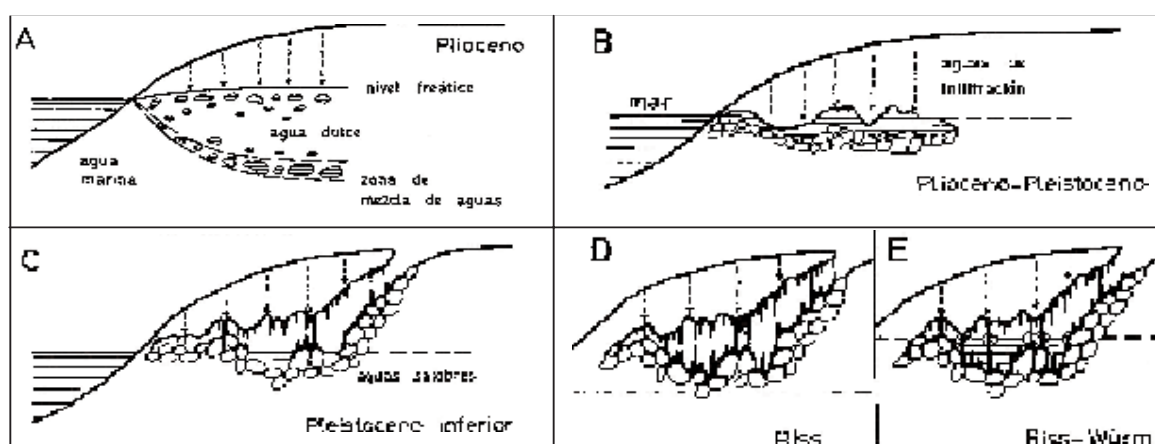 A
Plioceno
nivel freático
agua dulce
agua
marina
zona de
mezcla de aguas
B
mar
aguas de
infiltración
Plioceno-Pleistoceno
C
aguas salobres
Pleistoceno inferior
D
Riss
E
Riss-Würm